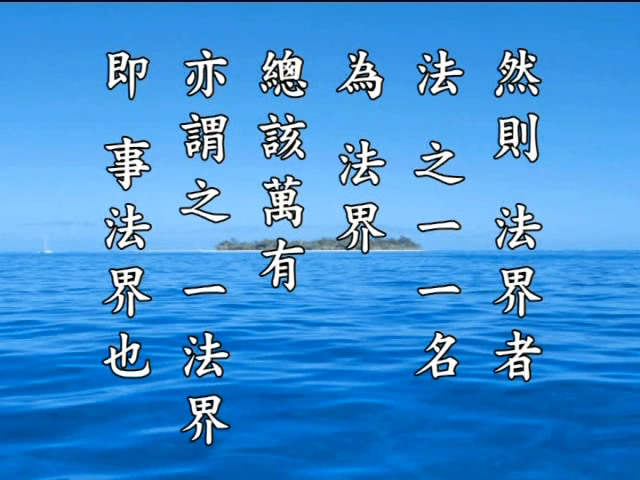 然則 法界者
法 之一一名
為 法界
總該萬有
亦謂之 一法界
即 事法界也